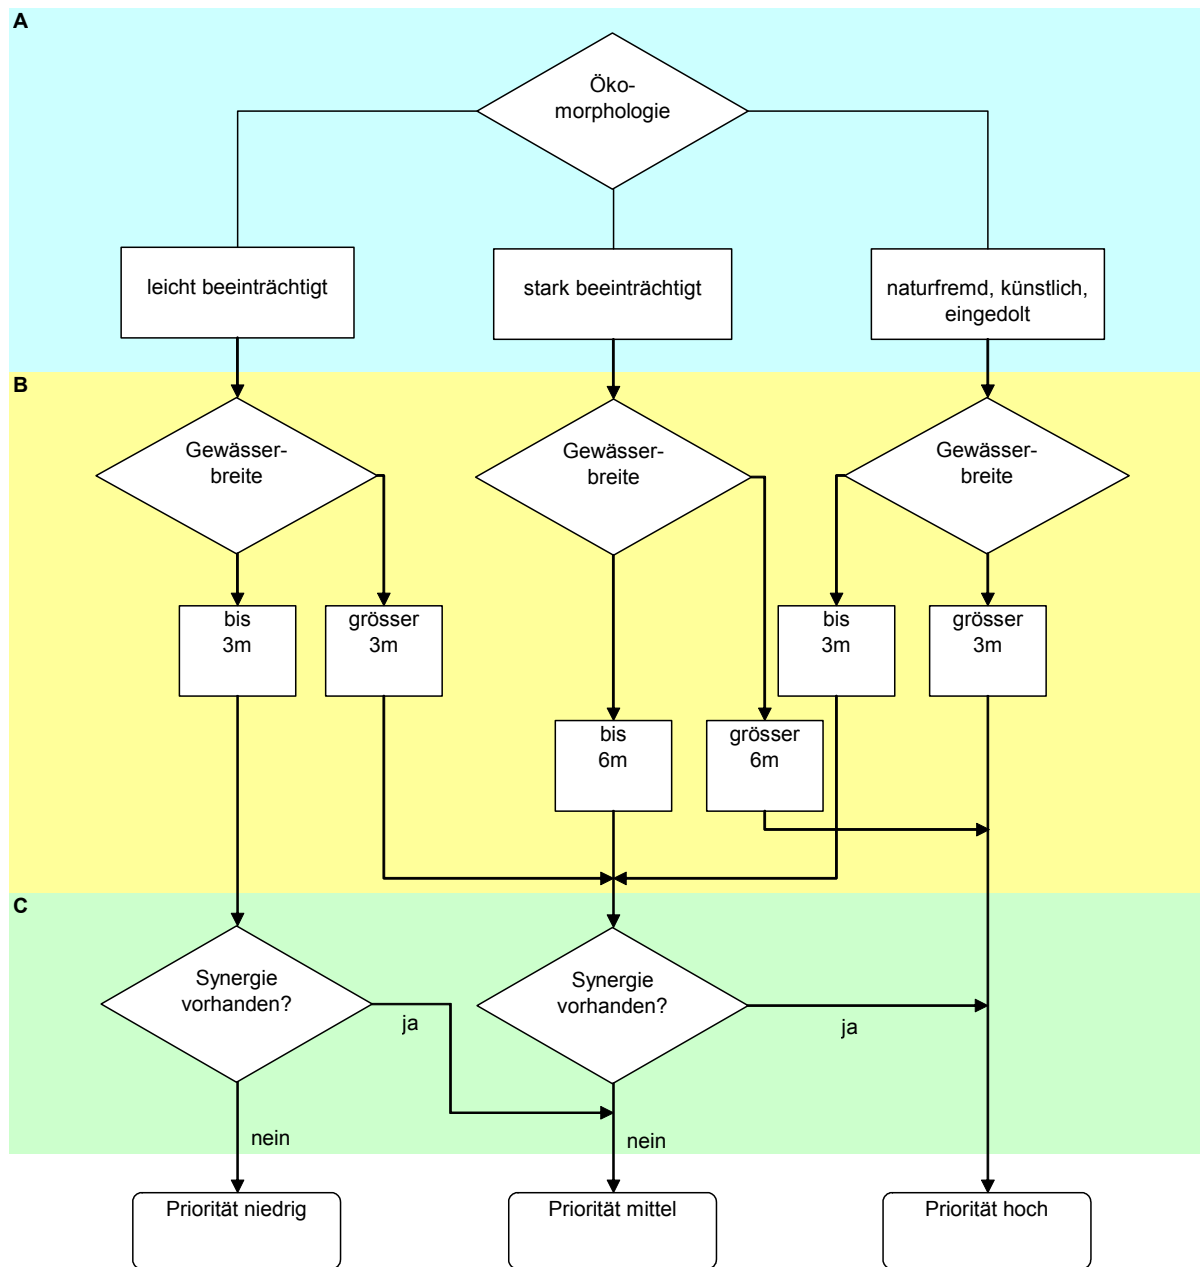 A
Öko-
morphologie
leicht beeinträchtigt
stark beeinträchtigt
naturfremd, künstlich,
eingedolt
B
Gewässer-
breite
Gewässer-
breite
Gewässer-
breite
bis
3m
grösser
3m
bis
3m
grösser
3m
bis
6m
grösser
6m
C
Synergie
vorhanden?
Synergie
vorhanden?
ja
ja
nein
nein
Priorität niedrig
Priorität mittel
Priorität hoch